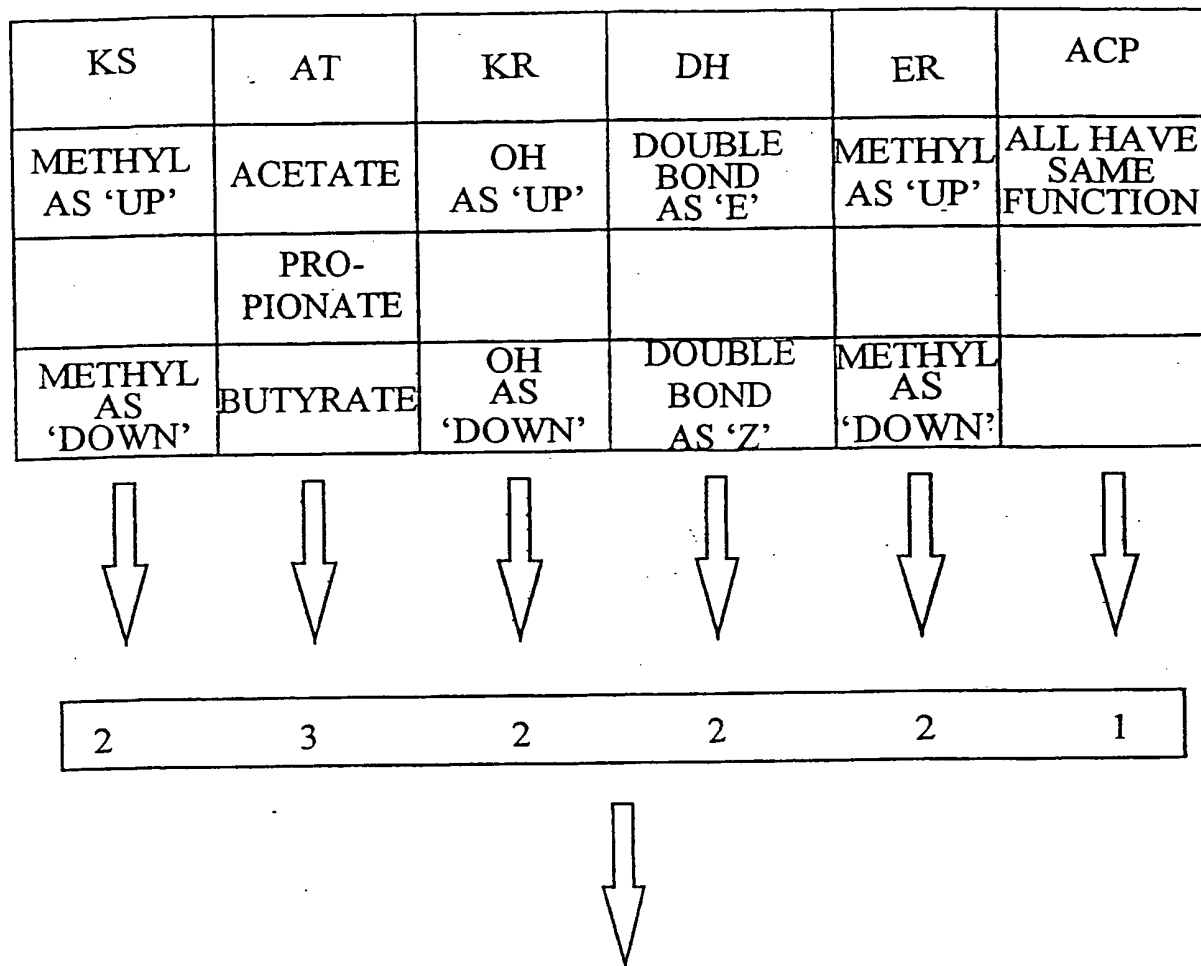 KS AT KR DH ER ACP
METHYL
AS ‘UP’
ACETATE
OH
AS ‘UP’
DOUBLE
BOND
AS ‘E’
METHYL
AS ‘UP’
ALL HAVE
SAME
FUNCTION
PRO-
PIONATE
METHYL
AS
‘DOWN’
BUTYRATE
OH
AS
‘DOWN’
DOUBLE
BOND
AS ‘Z’
METHYL
AS
‘DOWN’
2 3 2 2 2 1